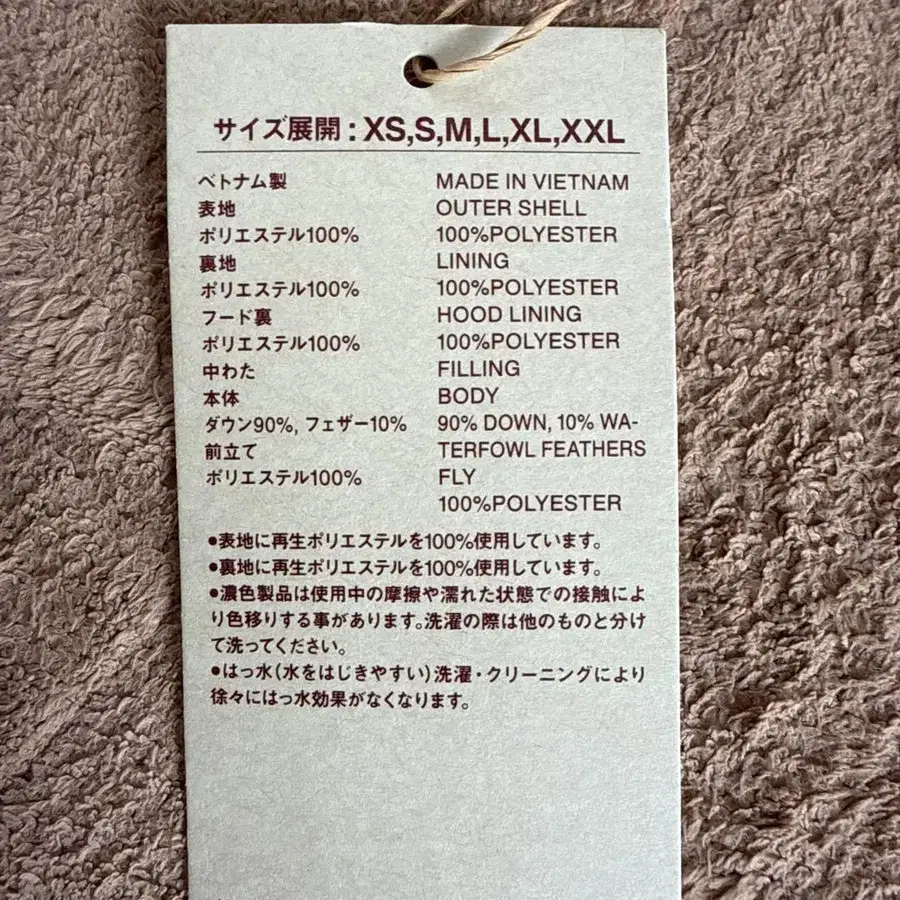 サイズ展開:XS,S,M,L,XL,XXL
ベトナム製 MADE IN VIETNAM
表地 OUTER SHELL
ポリエステル100% 100%POLYESTER
裏地 LINING
ポリエステル100% 100%POLYESTER
フード裏 HOOD LINING
ポリエステル100% 100%POLYESTER
中わた FILLING
本体 BODY
ダウン90%, フェザー10% 90% DOWN, 10% WA-
前立て TERFOWL FEATHERS
ポリエステル100% FLY
100%POLYESTER
●表地に再生ポリエステルを100%使用しています。
●裏地に再生ポリエステルを100%使用しています。
●濃色製品は使用中の摩擦や濡れた状態での接触によ
り色移りする事があります。洗濯の際は他のものと分け
て洗ってください。
●はっ水(水をはじきやすい)洗濯・クリーニングにより
徐々にはっ水効果がなくなります。